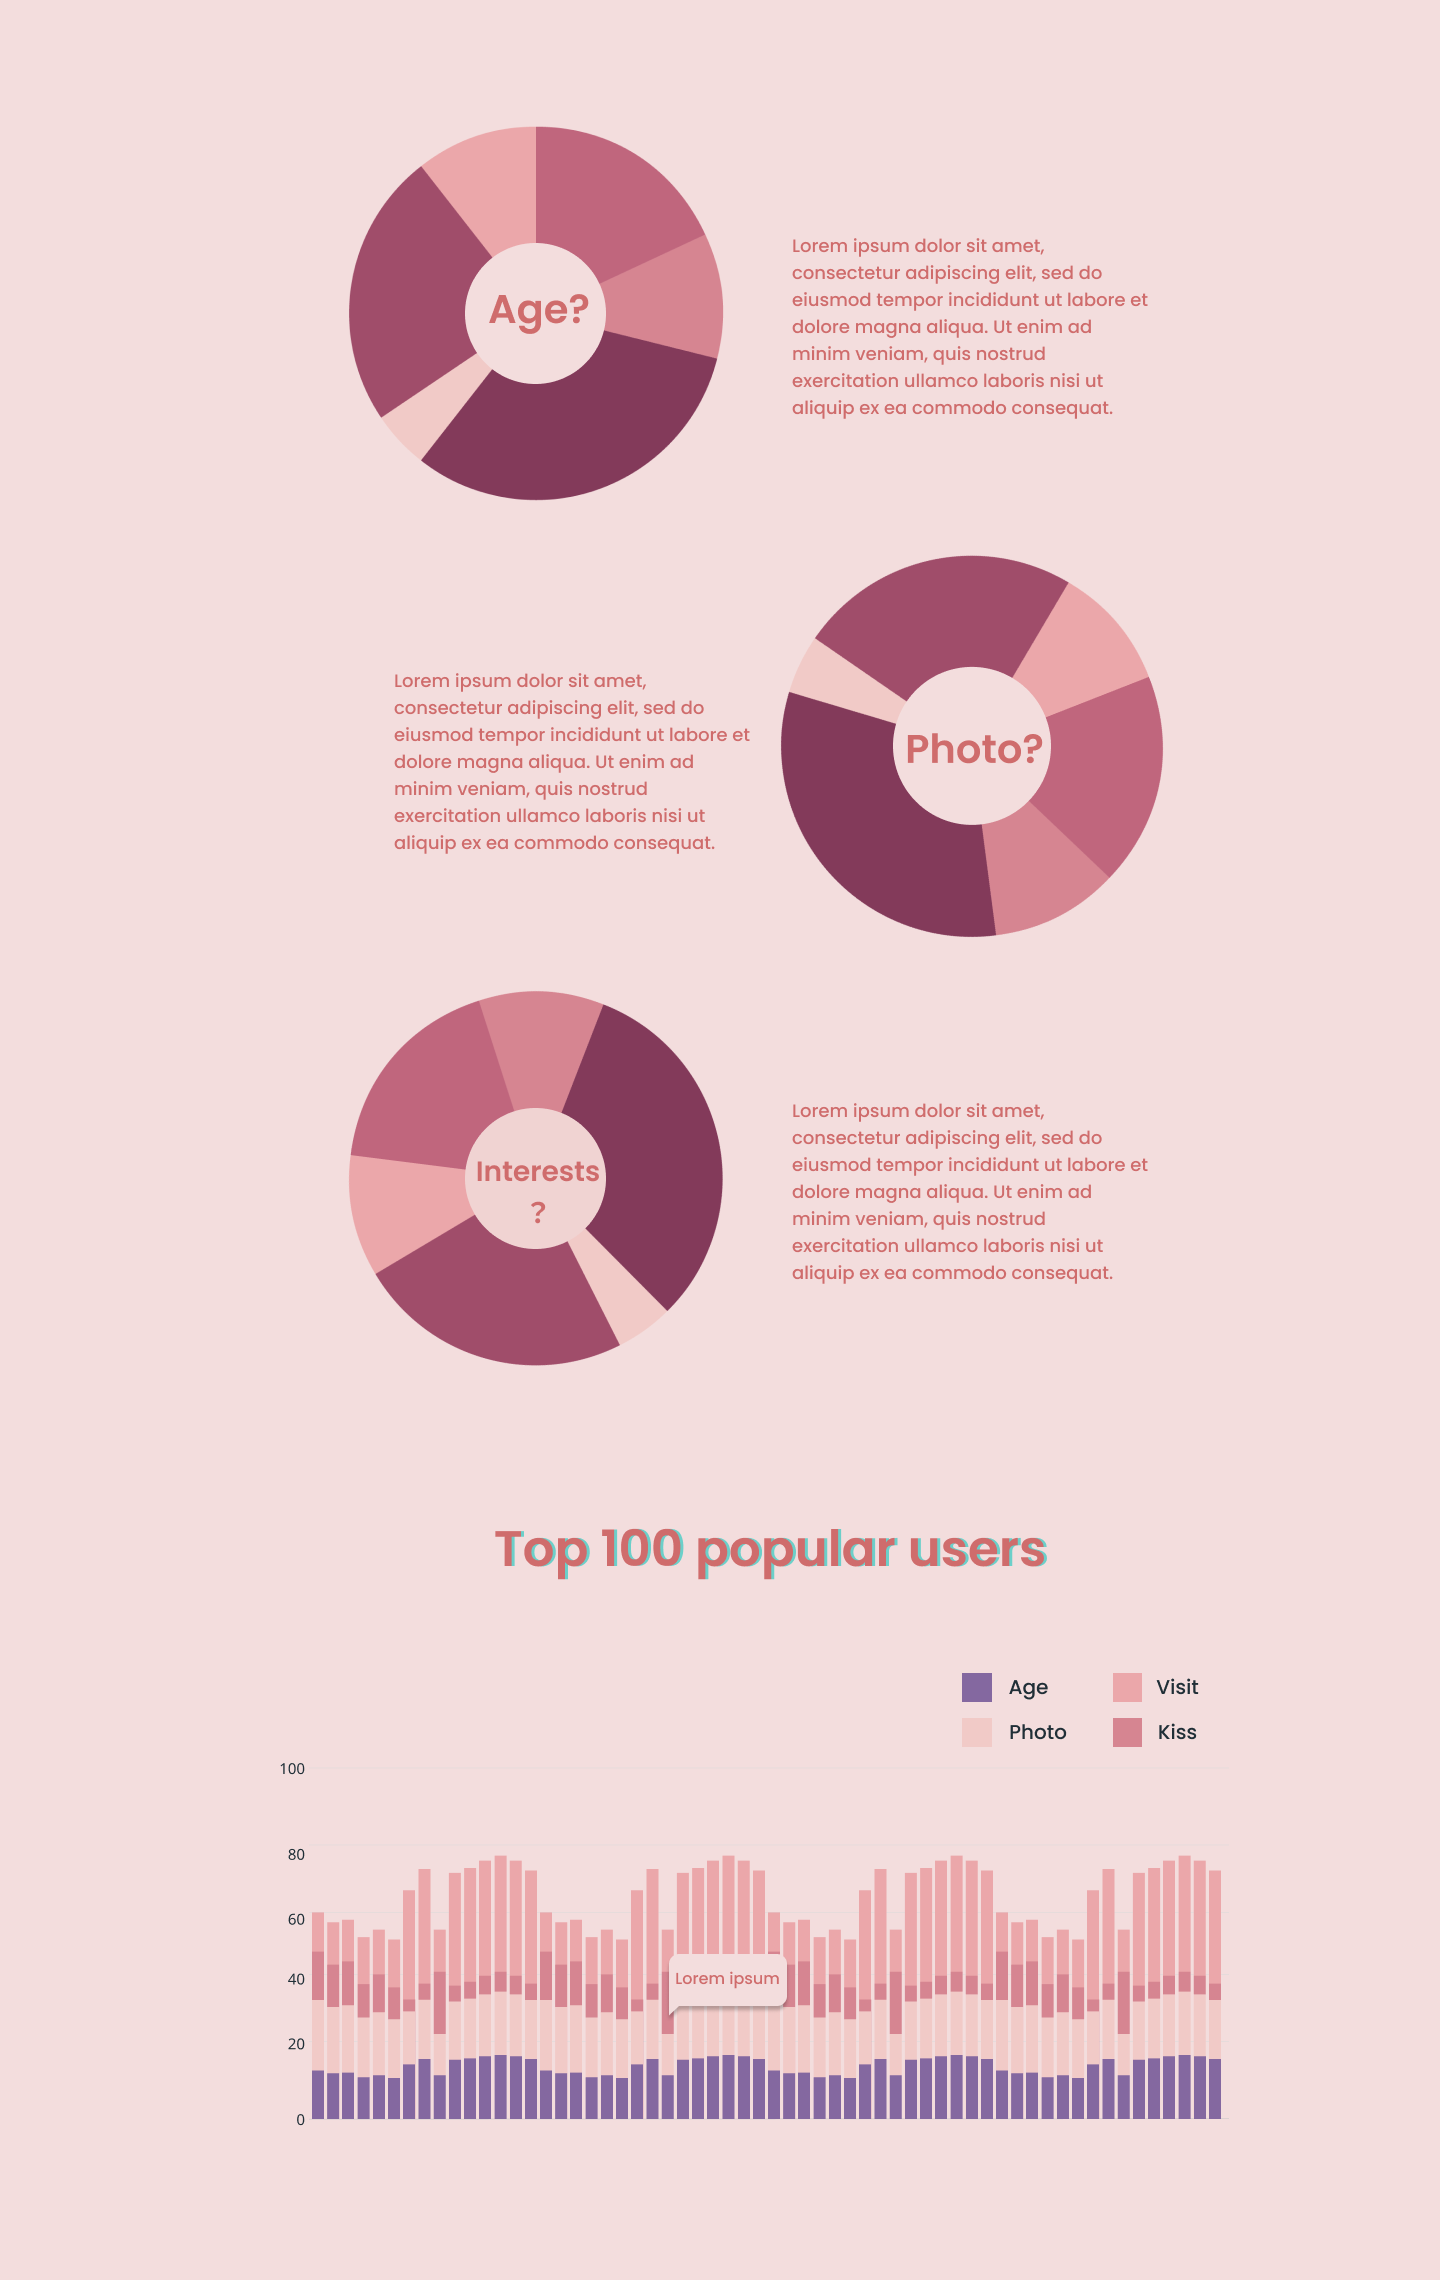 Age?
Lorem ipsum dolor sit amet,
consectetur adipiscing elit, sed do
eiusmod tempor incididunt ut labore et
dolore magna aliqua. Ut enim ad
minim veniam, quis nostrud
exercitation ullamco laboris nisi ut
aliquip ex ea commodo consequat.
Lorem ipsum dolor sit amet,
consectetur adipiscing elit, sed do
eiusmod tempor incididunt ut labore et
dolore magna aliqua. Ut enim ad
minim veniam, quis nostrud
exercitation ullamco laboris nisi ut
aliquip ex ea commodo consequat.
Photo?
Interests
?
Lorem ipsum dolor sit amet,
consectetur adipiscing elit, sed do
eiusmod tempor incididunt ut labore et
dolore magna aliqua. Ut enim ad
minim veniam, quis nostrud
exercitation ullamco laboris nisi ut
aliquip ex ea commodo consequat.
Top 100 popular users
Age
Visit
Photo
Kiss
100
80
60
40
20
0
Lorem ipsum